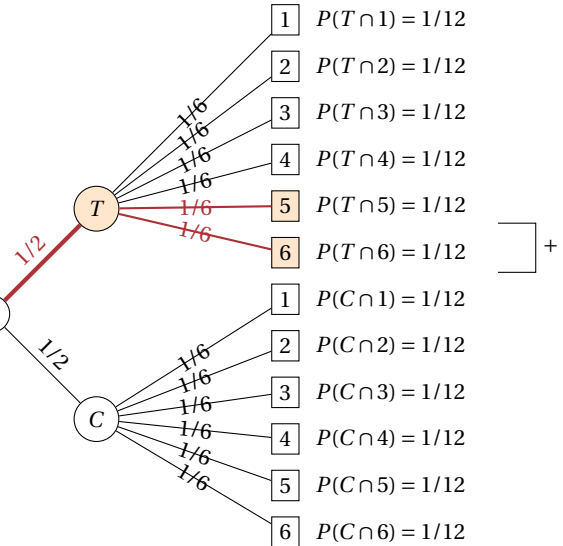 1 P(T∩1) = 1/12
2 P(T∩2) = 1/12
3 P(T∩3) = 1/12
4 P(T∩4) = 1/12
5 P(T∩5) = 1/12
6 P(T∩6) = 1/12
1/6
1/6
1/6
1/6
1/6
1/6
T
+
1/2
1/2
1 P(C∩1) = 1/12
2 P(C∩2) = 1/12
3 P(C∩3) = 1/12
4 P(C∩4) = 1/12
5 P(C∩5) = 1/12
6 P(C∩6) = 1/12
1/6
1/6
1/6
1/6
1/6
1/6
C